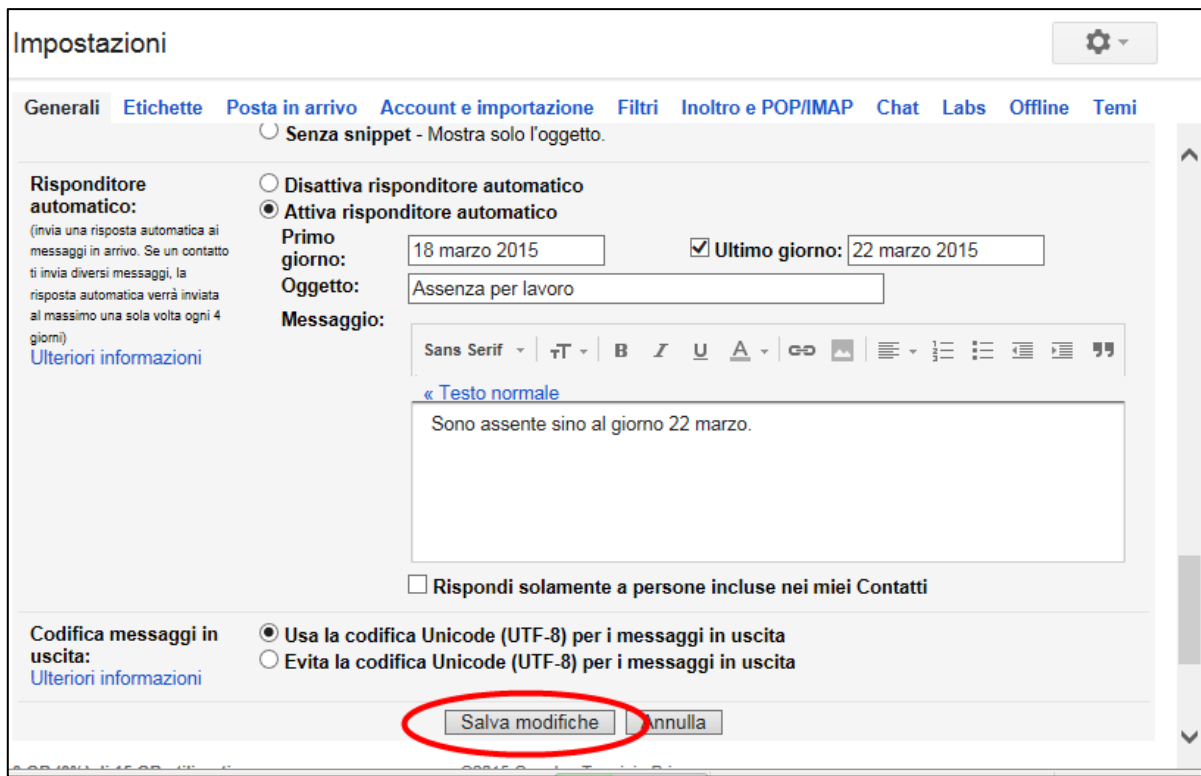 Impostazioni
Generali Etichette Posta in arrivo Account e importazione Filtri Inoltro e POP/IMAP Chat Labs Offline Temi
Senza snippet - Mostra solo l'oggetto.
Risponditore
automatico:
(invia una risposta automatica ai
messaggi in arrivo. Se un contatto
ti invia diversi messaggi, la
risposta automatica verrà inviata
al massimo una sola volta ogni 4
giorni)
Ulteriori informazioni
Disattiva risponditore automatico
Attiva risponditore automatico
Primo
giorno:
18 marzo 2015
Ultimo giorno: 22 marzo 2015
Oggetto: Assenza per lavoro
Messaggio:
Sans Serif
« Testo normale
Sono assente sino al giorno 22 marzo.
Rispondi solamente a persone incluse nei miei Contatti
Codifica messaggi in
uscita:
Ulteriori informazioni
Usa la codifica Unicode (UTF-8) per i messaggi in uscita
Evita la codifica Unicode (UTF-8) per i messaggi in uscita
Salva modifiche Annulla